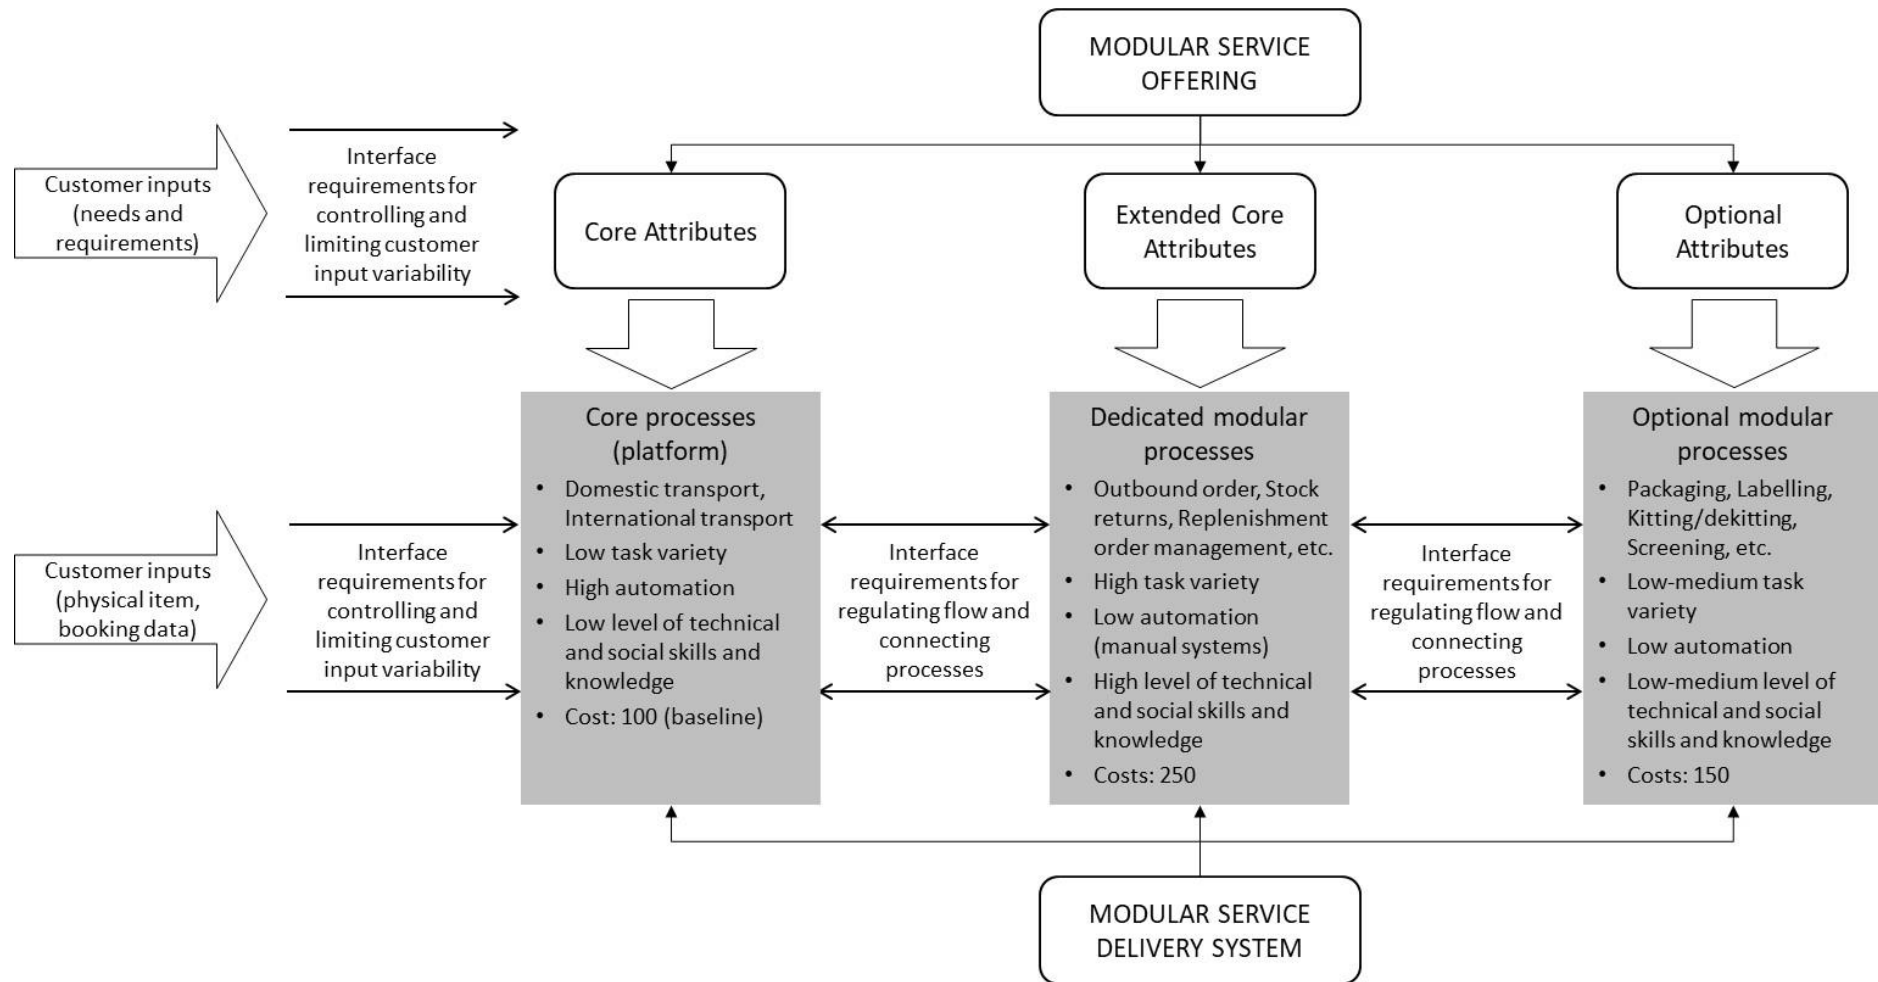 MODULAR SERVICE
OFFERING
Customer inputs
(needs and
requirements)
Interface
requirements for
controlling and
limiting customer
input variability
Core Attributes
Extended Core
Attributes
Optional
Attributes
Customer inputs
(physical item,
booking data)
Interface
requirements for
controlling and
limiting customer
input variability
Core processes
(platform)
• Domestic transport,
International transport
• Low task variety
• High automation
• Low level of technical
and social skills and
knowledge
• Cost: 100 (baseline)
Interface
requirements for
regulating flow and
connecting
processes
Dedicated modular
processes
• Outbound order, Stock
returns, Replenishment
order management, etc.
• High task variety
• Low automation
(manual systems)
• High level of technical
and social skills and
knowledge
• Costs: 250
Interface
requirements for
regulating flow and
connecting
processes
Optional modular
processes
• Packaging, Labelling,
Kitting/dekitting,
Screening, etc.
• Low-medium task
variety
• Low automation
• Low-medium level of
technical and social
skills and knowledge
• Costs: 150
MODULAR SERVICE
DELIVERY SYSTEM